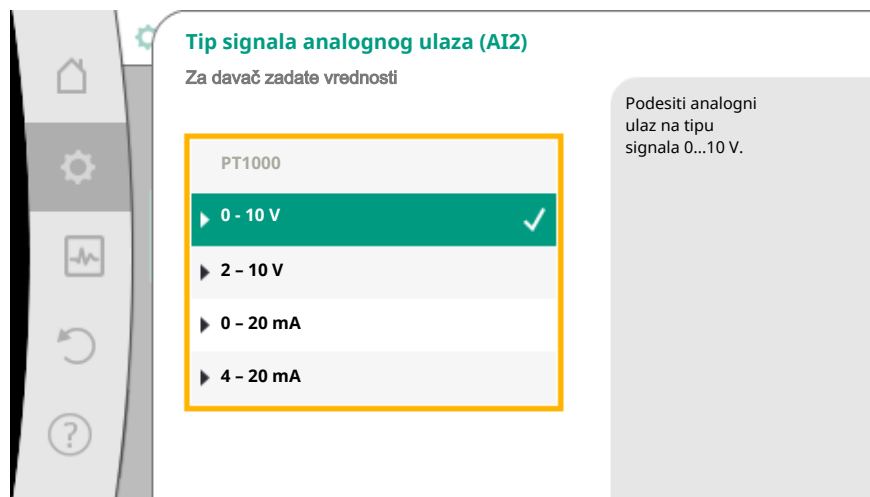 Tip signala analognog ulaza (AI2)
Za davač zadate vrednosti
PT1000
0 - 10 V
2 – 10 V
0 – 20 mA
4 – 20 mA
Podesiti analogni
ulaz na tipu
signala 0...10 V.
?